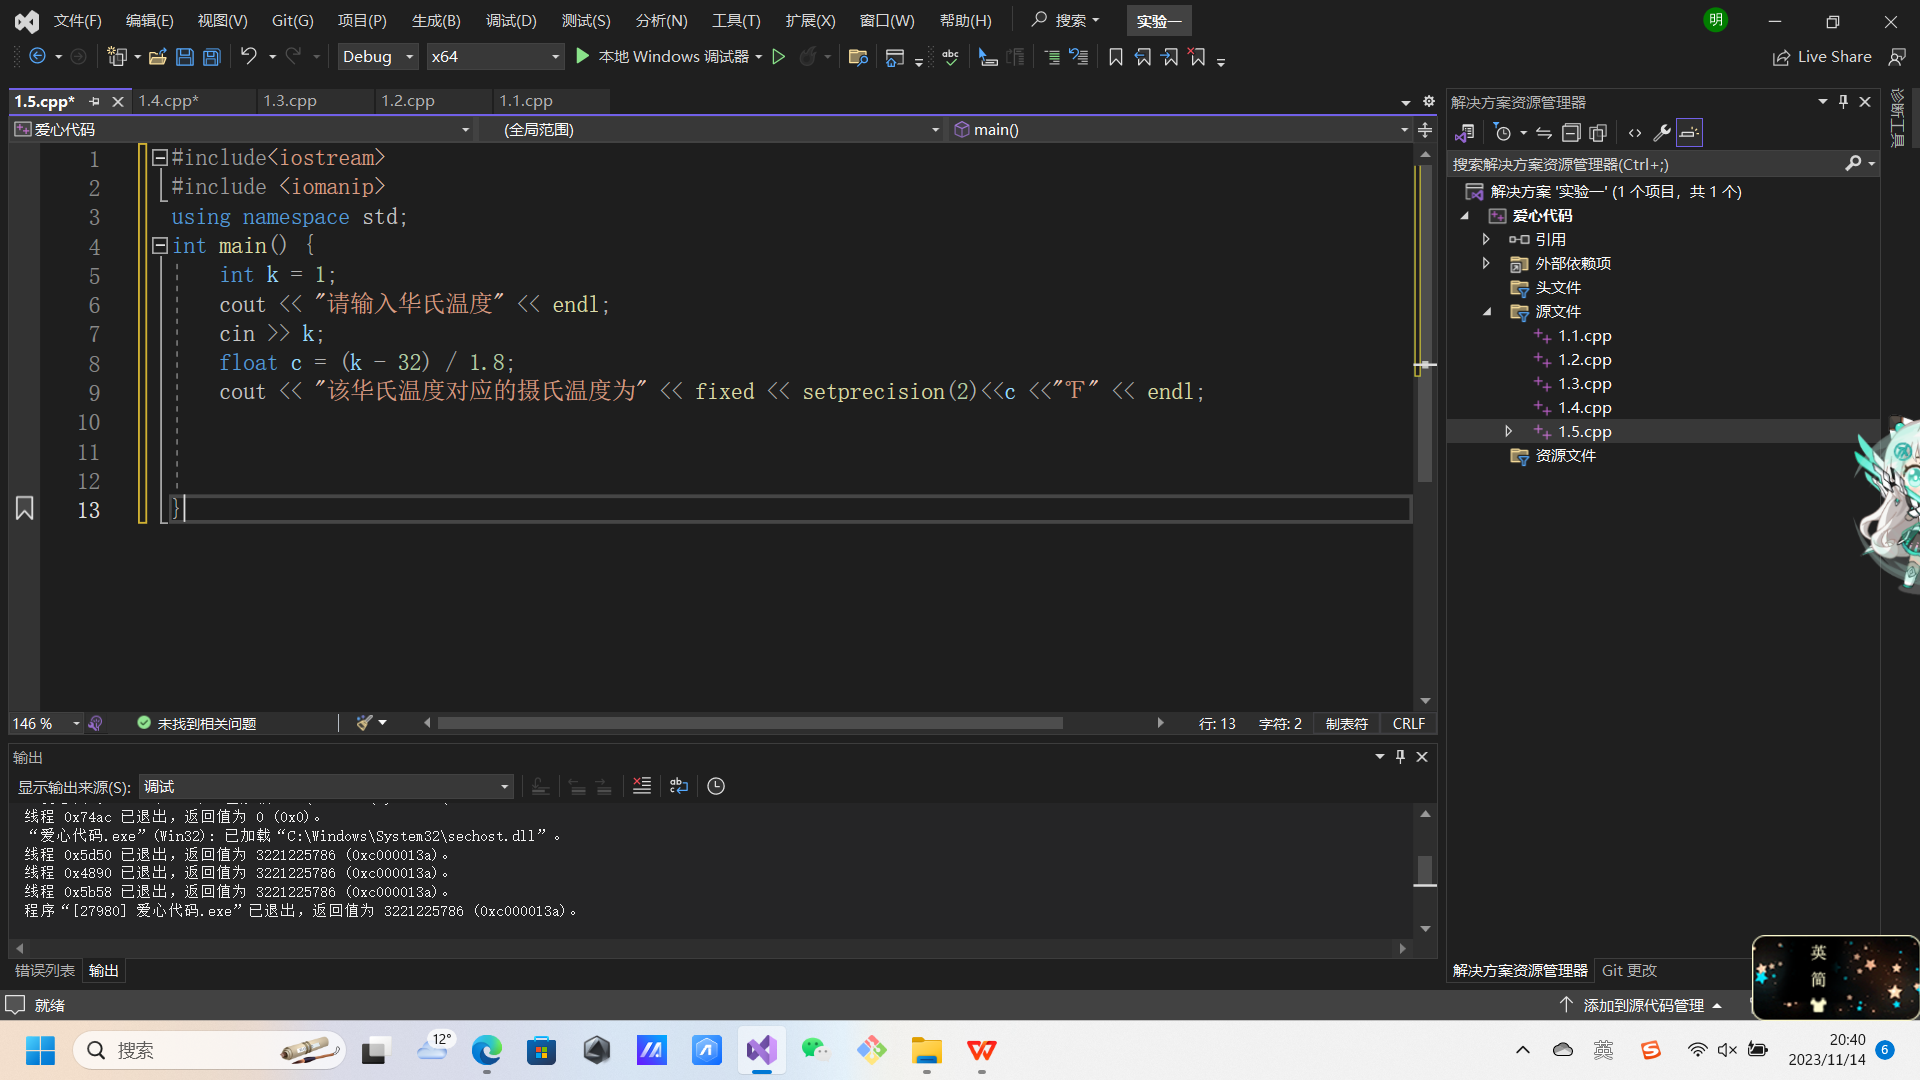 文件(F) 编辑(E) 视图(V) Git(G) 项目(P) 生成(B) 调试(D) 测试(S) 分析(N) 工具(T) 扩展(X) 窗口(W) 帮助(H) 搜索 实验一 明
Debug x64 本地 Windows 调试器 Live Share
1.5.cpp* 1.4.cpp* 1.3.cpp 1.2.cpp 1.1.cpp
爱心代码 (全局范围) main()
1 #include<iostream>
2 #include <iomanip>
3 using namespace std;
4 int main() {
5 int k = 1;
6 cout << "请输入华氏温度" << endl;
7 cin >> k;
8 float c = (k - 32) / 1.8;
9 cout << "该华氏温度对应的摄氏温度为" << fixed << setprecision(2)<<c <<"℉" << endl;
10
11
12
13 }
146 % 未找到相关问题 行: 13 字符: 2 制表符 CRLF
输出
显示输出来源(S): 调试
线程 0x74ac 已退出，返回值为 0 (0x0)。
“爱心代码.exe”(Win32): 已加载“C:\Windows\System32\sechost.dll”。
线程 0x5d50 已退出，返回值为 3221225786 (0xc000013a)。
线程 0x4890 已退出，返回值为 3221225786 (0xc000013a)。
线程 0x5b58 已退出，返回值为 3221225786 (0xc000013a)。
程序“[27980] 爱心代码.exe”已退出，返回值为 3221225786 (0xc000013a)。
错误列表 输出
解决方案资源管理器
搜索解决方案资源管理器(Ctrl+;)
解决方案 '实验一' (1 个项目，共 1 个)
爱心代码
引用
外部依赖项
头文件
源文件
1.1.cpp
1.2.cpp
1.3.cpp
1.4.cpp
1.5.cpp
资源文件
解决方案资源管理器 Git 更改
诊断工具
英
简
就绪 添加到源代码管理
搜索 12° 英 20:40
2023/11/14 6